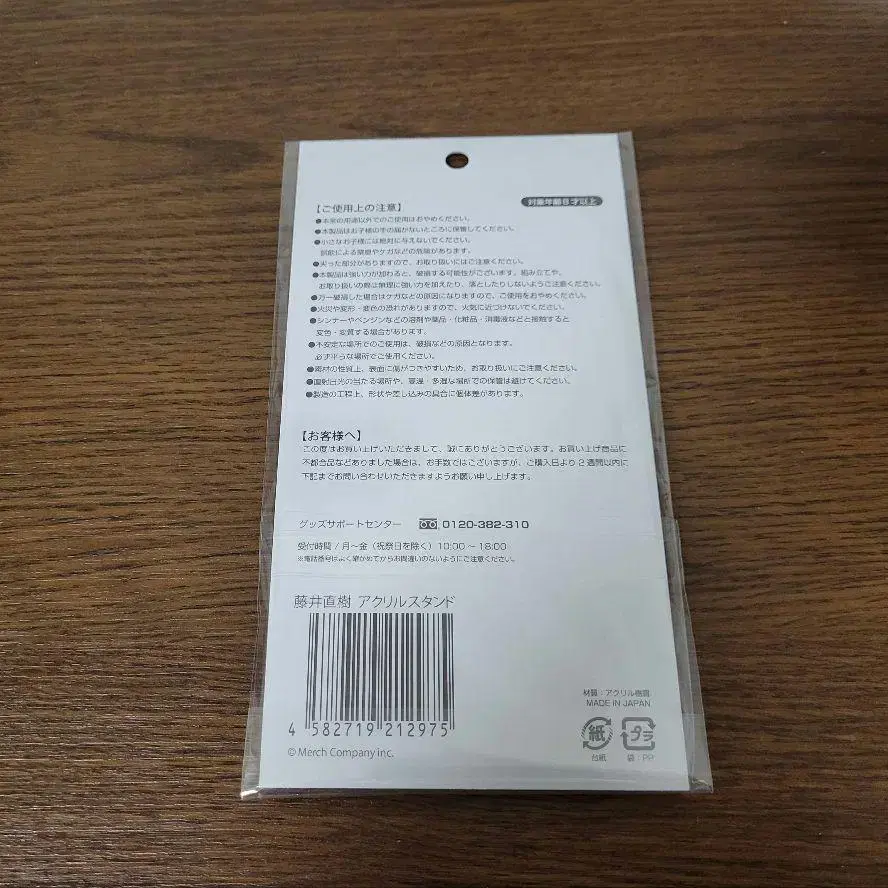 対象年齢8才以上
【ご使用上の注意】
●本来の用途以外でのご使用はおやめください。
●本製品はお子様の手の届かないところに保管してください。
●小さなお子様には絶対に与えないでください。
誤飲による窒息やケガなどの危険があります。
●尖った部分がありますので、お取り扱いにはご注意ください。
●本製品は強い力が加わると、破損する可能性がございます。組み立てや、
お取り扱いの際は無理に強い力を加えたり、落としたりしないようご注意ください。
●万一破損した場合はケガなどの原因になりますので、ご使用をおやめください。
●火災や変形・変色の恐れがありますので、火気に近づけないでください。
●シンナーやベンジンなどの溶剤や薬品・化粧品・消毒液などと接触すると
変色・変質する場合があります。
●不安定な場所でのご使用は、破損などの原因となります。
必ず平らな場所でご使用ください。
●素材の性質上、表面に傷がつきやすいため、お取り扱いにご注意ください。
●直射日光の当たる場所や、高温・多湿な場所での保管は避けてください。
●製造の工程上、形状や差し込みの具合に個体差があります。
【お客様へ】
この度はお買い上げいただきまして、誠にありがとうございます。お買い上げ商品に
不都合品などありました場合は、お手数ではございますが、ご購入日より2週間以内に
下記までお問い合わせいただきますようお願い申し上げます。
グッズサポートセンター 0120-382-310
受付時間 / 月〜金(祝祭日を除く)10:00 〜 18:00
※電話番号はよく確かめてからお間違いのないようにご注意ください。
藤井直樹 アクリルスタンド
4 582719 212975
© Merch Company inc.
材質:アクリル樹脂
MADE IN JAPAN
紙 プラ
台紙 袋:PP